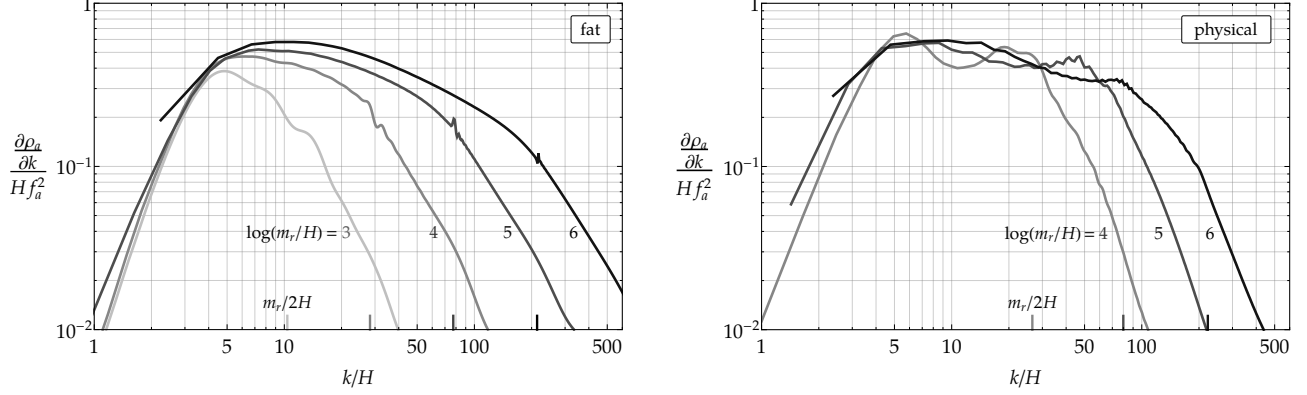 fat
1
10⁻¹
10⁻²
∂ρₐ
∂k
H fₐ²
log(mᵣ/H) = 3 4 5 6
mᵣ/2H
1 5 10 50 100 500
k/H
physical
1
10⁻¹
10⁻²
∂ρₐ
∂k
H fₐ²
log(mᵣ/H) = 4 5 6
mᵣ/2H
1 5 10 50 100 500
k/H